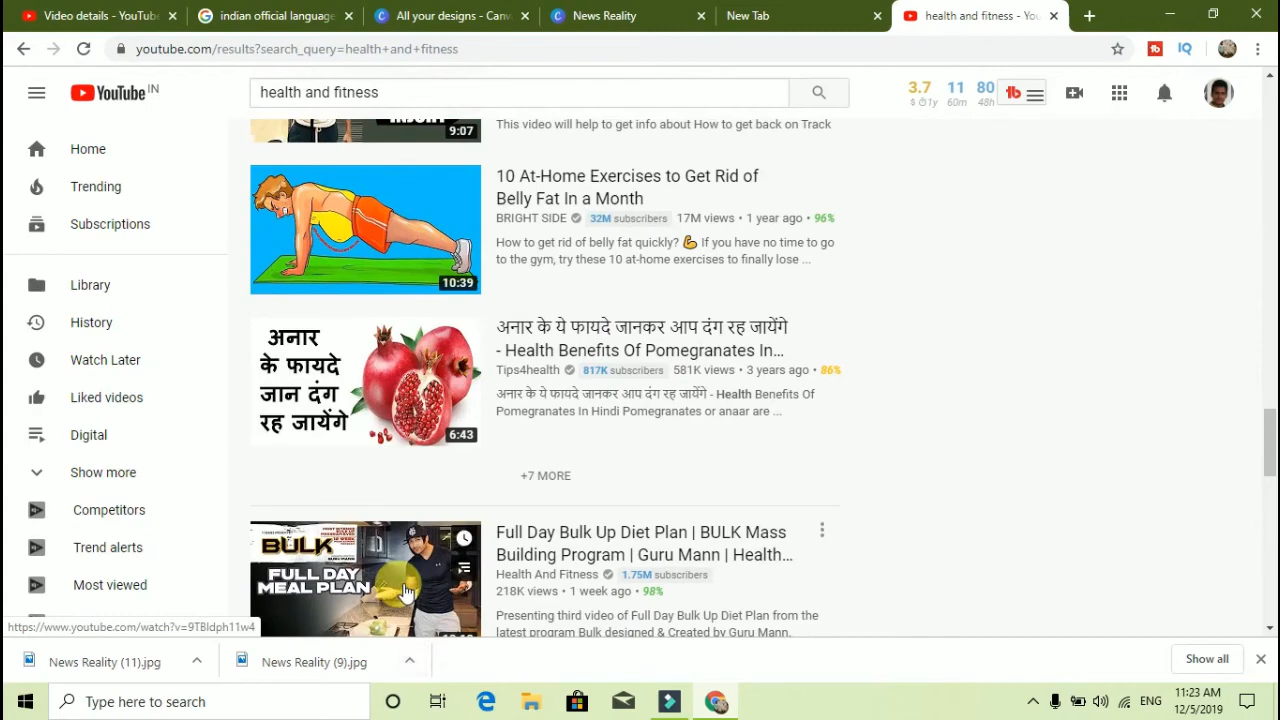 Video details - YouTube
indian official language
All your designs - Canva
News Reality
New Tab
health and fitness - You
youtube.com/results?search_query=health+and+fitness
YouTube IN
health and fitness
3.7 11 80
1y 60m 48h
9:07
This video will help to get info about How to get back on Track
Home
Trending
Subscriptions
Library
History
Watch Later
Liked videos
Digital
Show more
Competitors
Trend alerts
Most viewed
10 At-Home Exercises to Get Rid of
Belly Fat In a Month
BRIGHT SIDE 32M subscribers 17M views • 1 year ago • 96%
How to get rid of belly fat quickly? 💪 If you have no time to go
to the gym, try these 10 at-home exercises to finally lose ...
10:39
अनार
के फायदे
जान दंग
रह जायेंगे
6:43
अनार के ये फायदे जानकर आप दंग रह जायेंगे
- Health Benefits Of Pomegranates In...
Tips4health 817K subscribers 581K views • 3 years ago • 86%
अनार के ये फायदे जानकर आप दंग रह जायेंगे - Health Benefits Of
Pomegranates In Hindi Pomegranates or anaar are ...
+7 MORE
BULK
FULL DAY
MEAL PLAN
Full Day Bulk Up Diet Plan | BULK Mass
Building Program | Guru Mann | Health...
Health And Fitness 1.75M subscribers
218K views • 1 week ago • 98%
Presenting third video of Full Day Bulk Up Diet Plan from the
latest program Bulk designed & Created by Guru Mann.
https://www.youtube.com/watch?v=9TBldph11w4
News Reality (11).jpg
News Reality (9).jpg
Show all
Type here to search
ENG
11:23 AM
12/5/2019